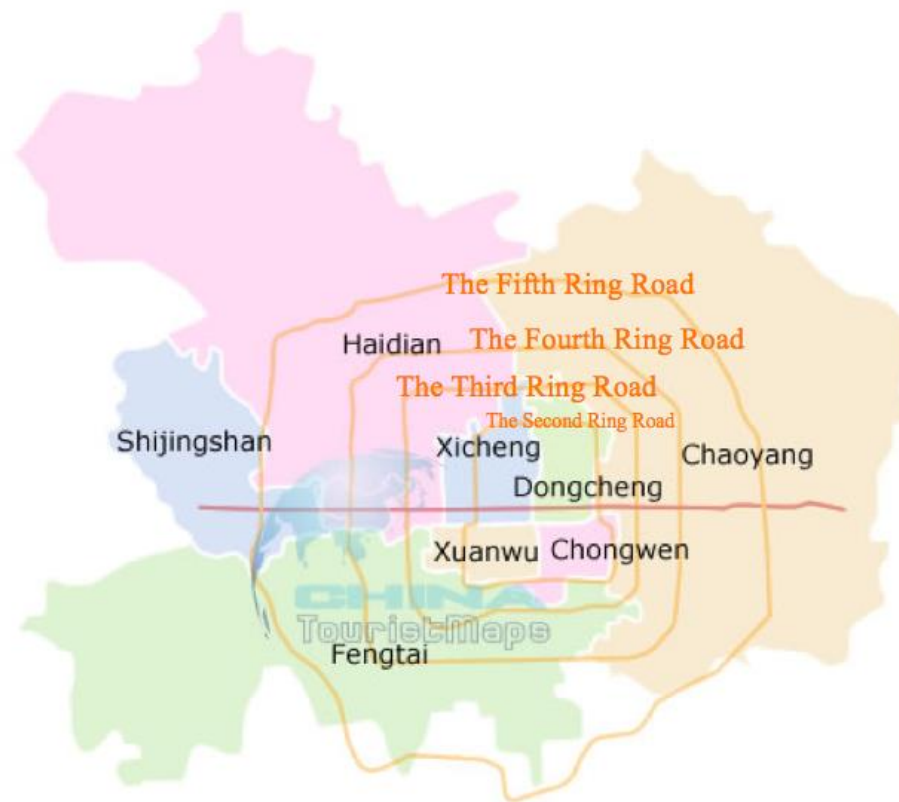 The Fifth Ring Road
The Fourth Ring Road
Haidian
The Third Ring Road
The Second Ring Road
Shijingshan
Xicheng
Chaoyang
Dongcheng
Xuanwu
Chongwen
CHINA
TouristMaps
Fengtai